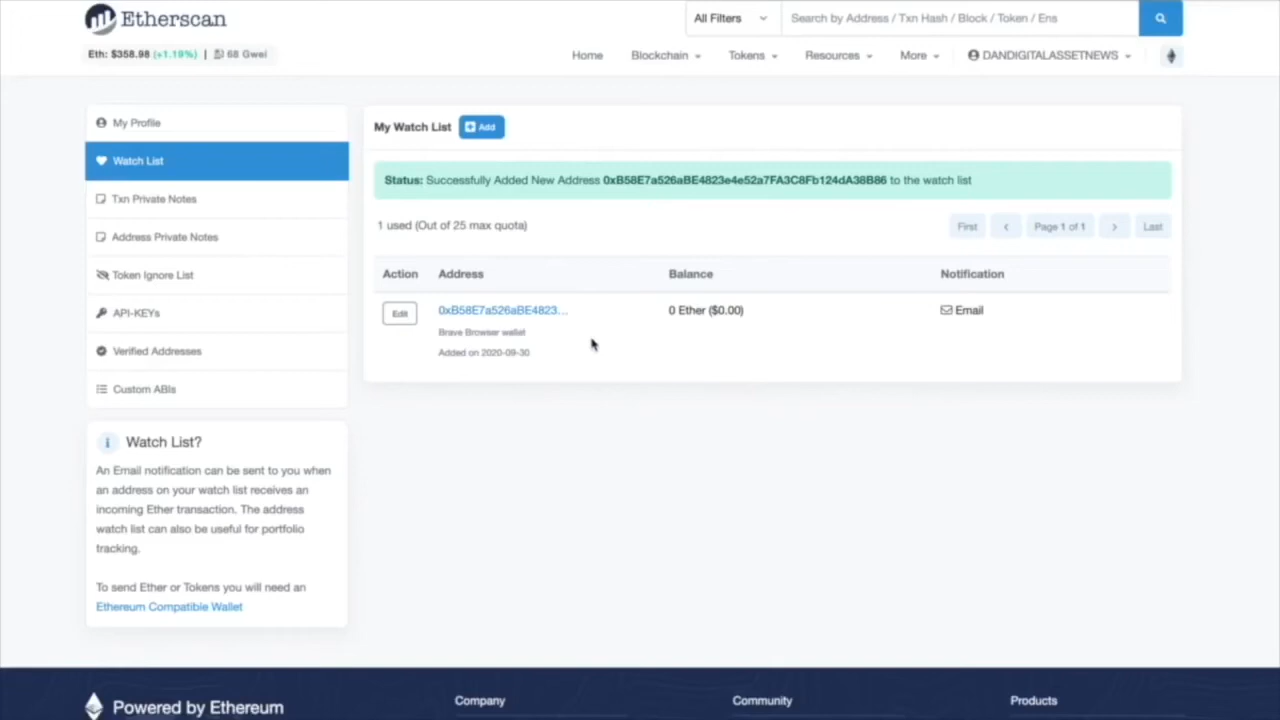 Etherscan
All Filters
Search by Address / Txn Hash / Block / Token / Ens
Eth: $358.98 (+1.19%) | 68 Gwei
Home
Blockchain
Tokens
Resources
More
DANDIGITALASSETNEWS
My Profile
Watch List
Txn Private Notes
Address Private Notes
Token Ignore List
API-KEYs
Verified Addresses
Custom ABIs
Watch List?
An Email notification can be sent to you when
an address on your watch list receives an
incoming Ether transaction. The address
watch list can also be useful for portfolio
tracking.
To send Ether or Tokens you will need an
Ethereum Compatible Wallet
My Watch List
Add
Status: Successfully Added New Address 0xB58E7a526aBE4823e4e52a7FA3C8Fb124dA38B86 to the watch list
1 used (Out of 25 max quota)
First
Page 1 of 1
Last
Action
Address
Balance
Notification
Edit
0xB58E7a526aBE4823...
0 Ether ($0.00)
Email
Brave Browser wallet
Added on 2020-09-30
Powered by Ethereum
Company
Community
Products